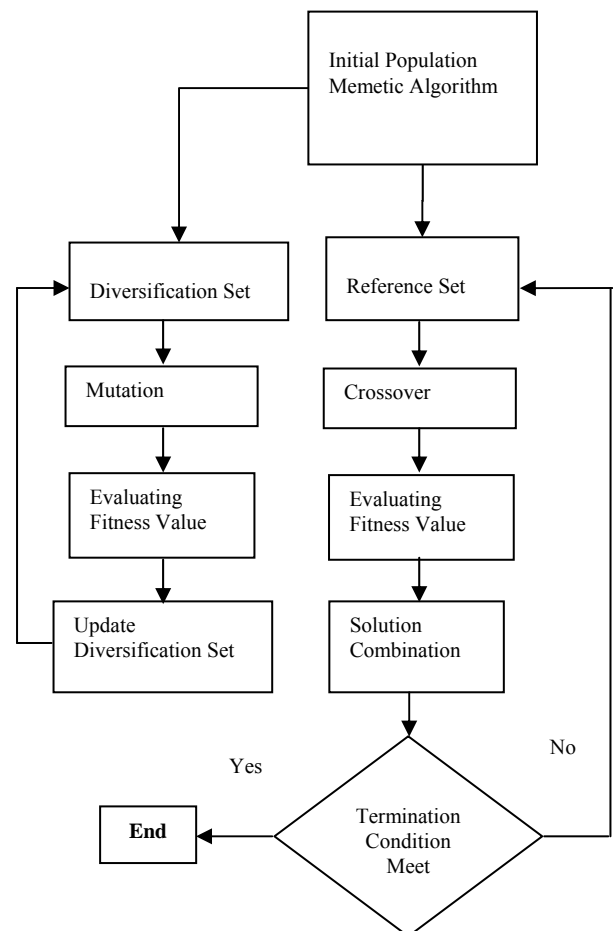 Initial Population
Memetic Algorithm
Diversification Set
Reference Set
Mutation
Crossover
Evaluating
Fitness Value
Evaluating
Fitness Value
Update
Diversification Set
Solution
Combination
Yes
No
End
Termination
Condition
Meet